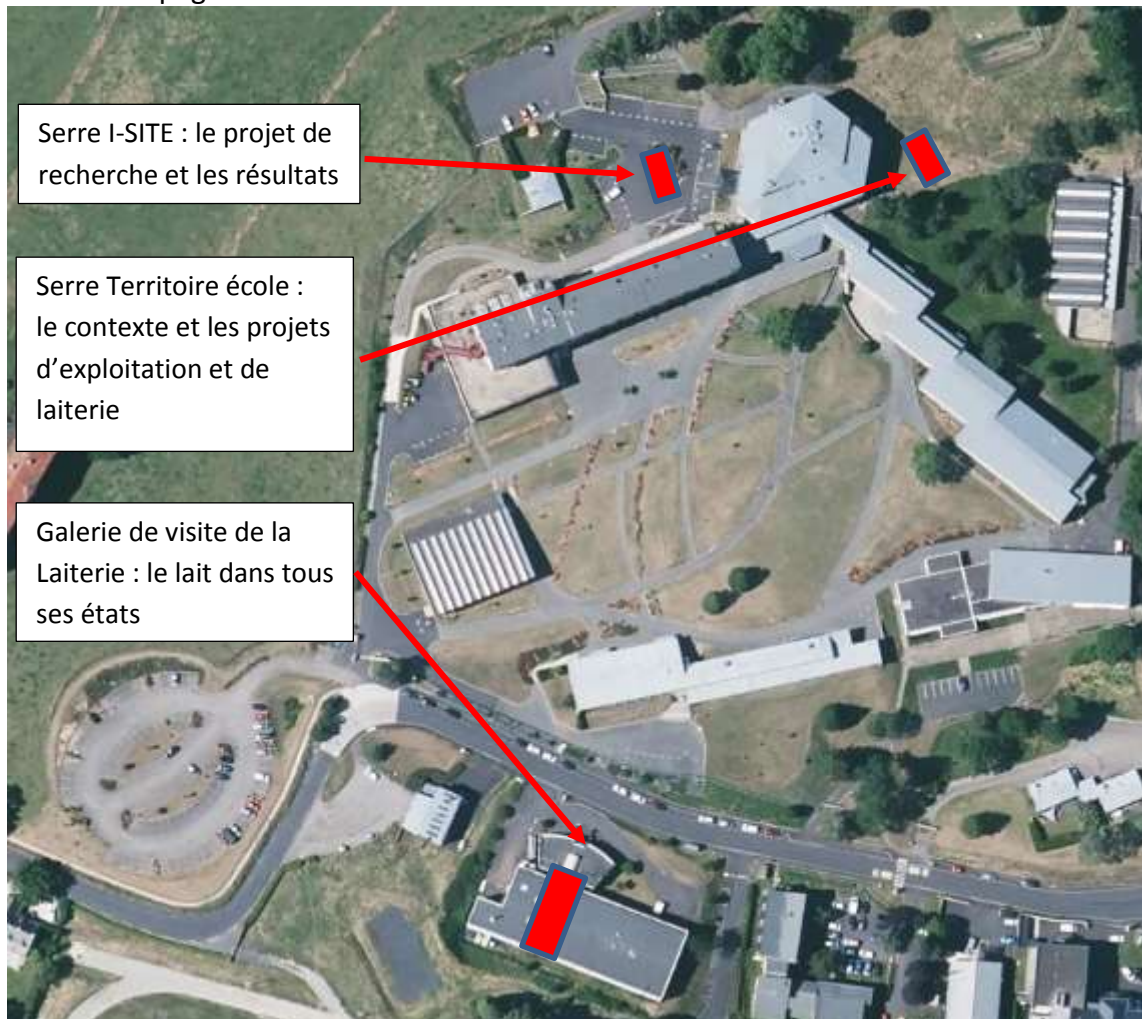 Serre I-SITE : le projet de
recherche et les résultats
Serre Territoire école :
le contexte et les projets
d’exploitation et de
laiterie
Galerie de visite de la
Laiterie : le lait dans tous
ses états